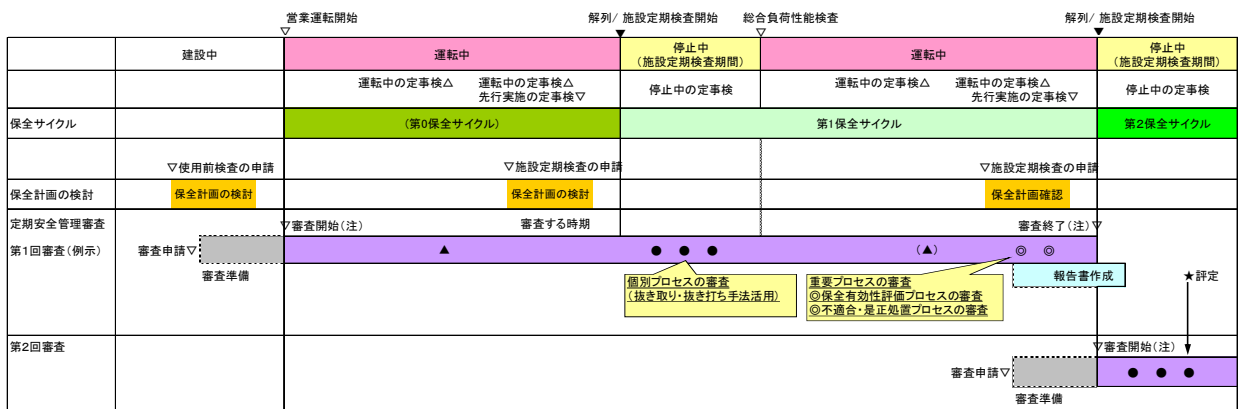 営業運転開始
▽
解列/ 施設定期検査開始
▼
総合負荷性能検査
▽
解列/ 施設定期検査開始
▼
建設中
運転中
停止中
(施設定期検査期間)
運転中
停止中
(施設定期検査期間)
運転中の定事検△
運転中の定事検△
先行実施の定事検▽
停止中の定事検
運転中の定事検△
運転中の定事検△
先行実施の定事検▽
停止中の定事検
保全サイクル
(第0保全サイクル)
第1保全サイクル
第2保全サイクル
▽使用前検査の申請
▽施設定期検査の申請
▽施設定期検査の申請
保全計画の検討
保全計画の検討
保全計画の検討
保全計画確認
定期安全管理審査
▽審査開始(注)
審査する時期
審査終了(注)▽
第1回審査(例示)
審査申請▽
▲
● ● ●
(▲)
◎ ◎
審査準備
個別プロセスの審査
(抜き取り・抜き打ち手法活用)
重要プロセスの審査
◎保全有効性評価プロセスの審査
◎不適合・是正処置プロセスの審査
報告書作成
★評定
第2回審査
▽審査開始(注)
審査申請▽
● ● ●
審査準備